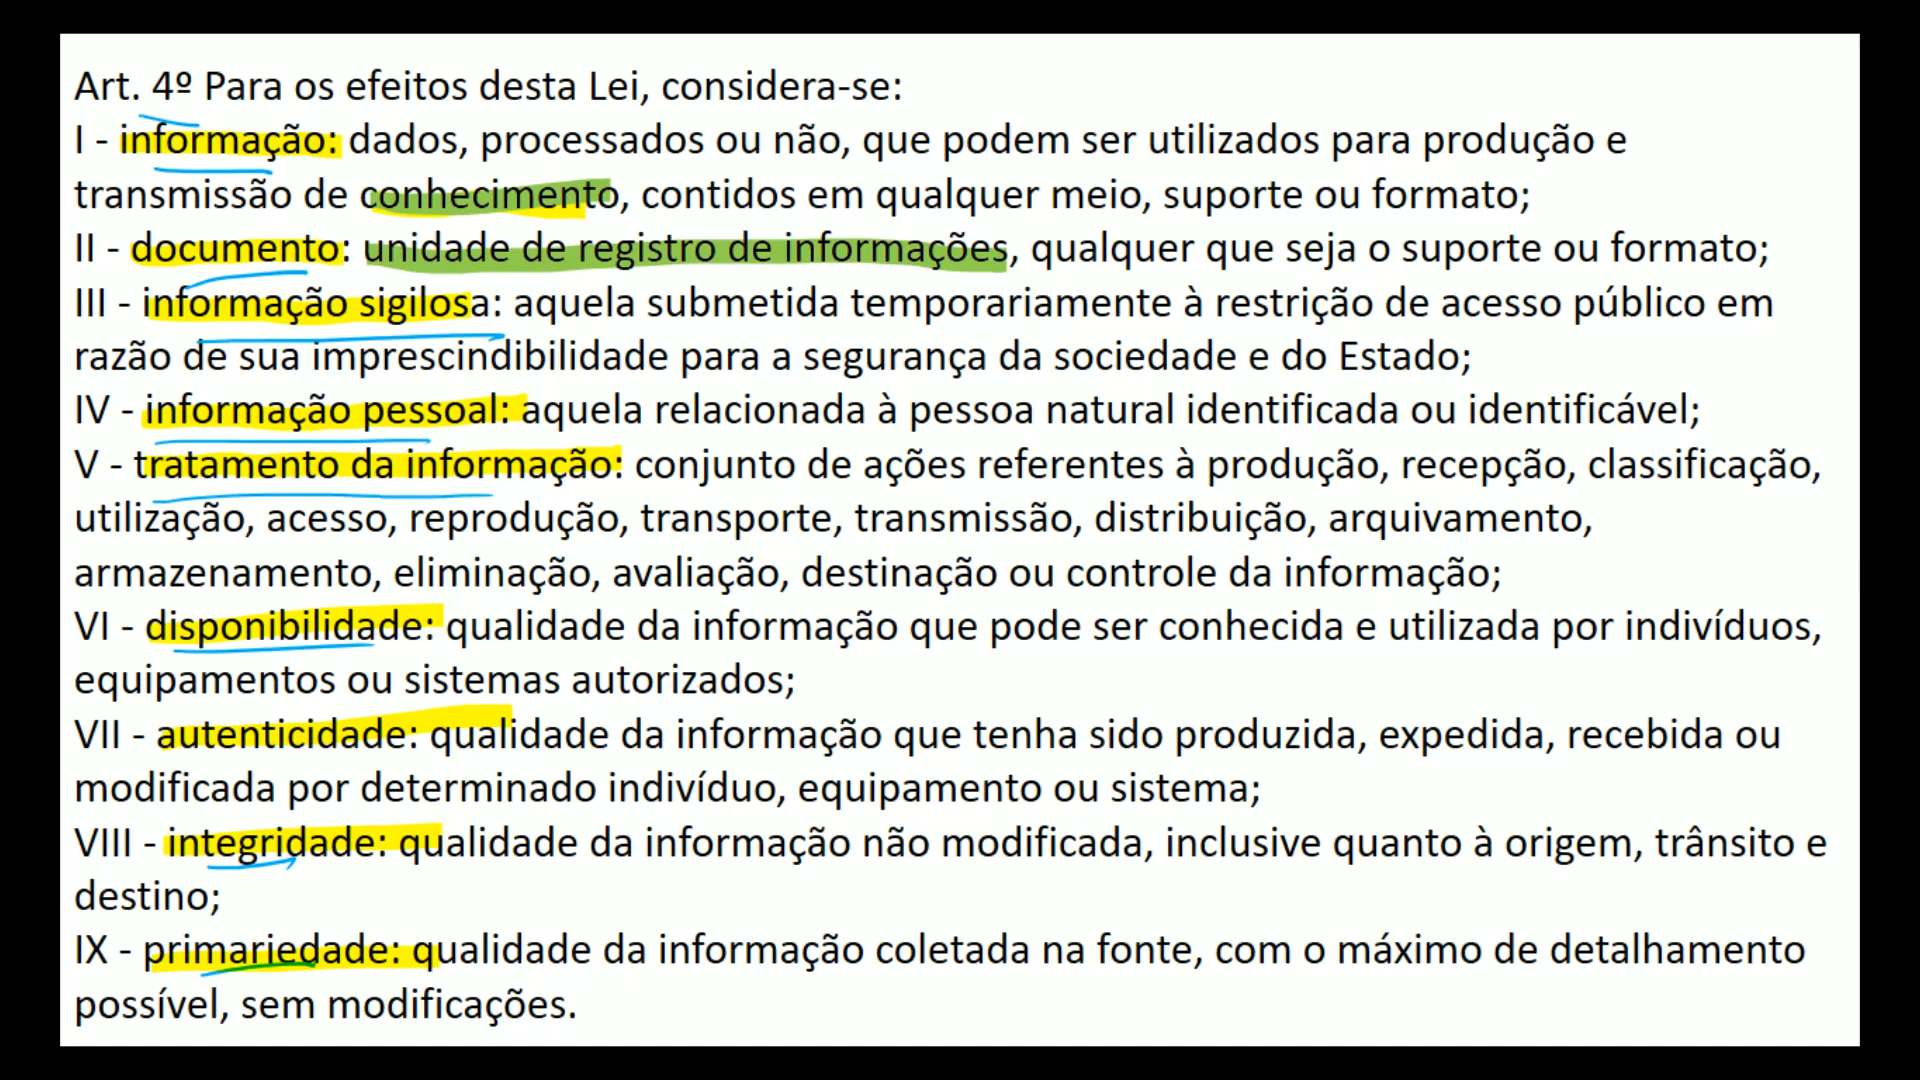 Art. 4º Para os efeitos desta Lei, considera-se:
I - informação: dados, processados ou não, que podem ser utilizados para produção e
transmissão de conhecimento, contidos em qualquer meio, suporte ou formato;
II - documento: unidade de registro de informações, qualquer que seja o suporte ou formato;
III - informação sigilosa: aquela submetida temporariamente à restrição de acesso público em
razão de sua imprescindibilidade para a segurança da sociedade e do Estado;
IV - informação pessoal: aquela relacionada à pessoa natural identificada ou identificável;
V - tratamento da informação: conjunto de ações referentes à produção, recepção, classificação,
utilização, acesso, reprodução, transporte, transmissão, distribuição, arquivamento,
armazenamento, eliminação, avaliação, destinação ou controle da informação;
VI - disponibilidade: qualidade da informação que pode ser conhecida e utilizada por indivíduos,
equipamentos ou sistemas autorizados;
VII - autenticidade: qualidade da informação que tenha sido produzida, expedida, recebida ou
modificada por determinado indivíduo, equipamento ou sistema;
VIII - integridade: qualidade da informação não modificada, inclusive quanto à origem, trânsito e
destino;
IX - primariedade: qualidade da informação coletada na fonte, com o máximo de detalhamento
possível, sem modificações.